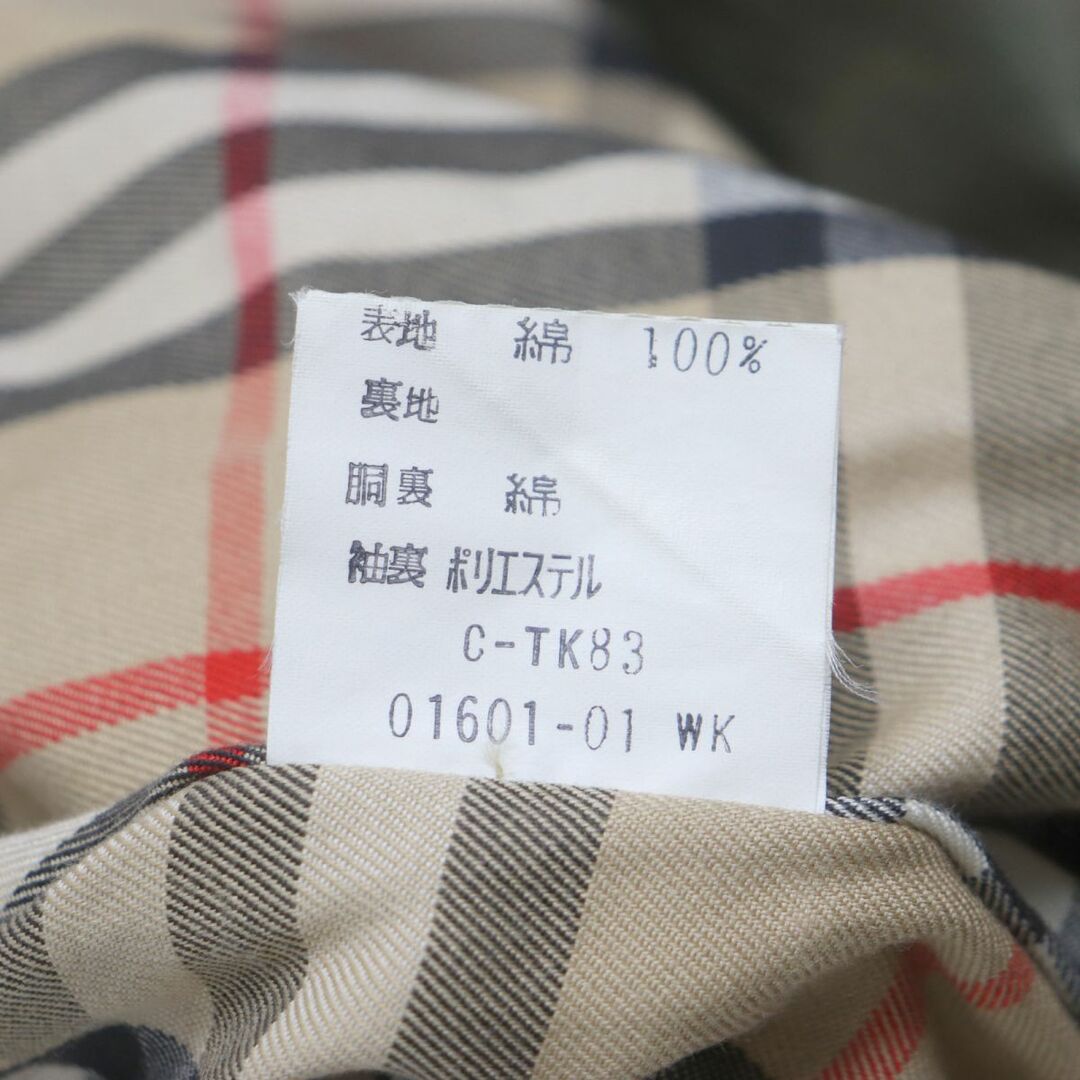 表地 綿 100%
裏地
胴裏 綿
袖裏 ポリエステル
C-TK83
01601-01 WK